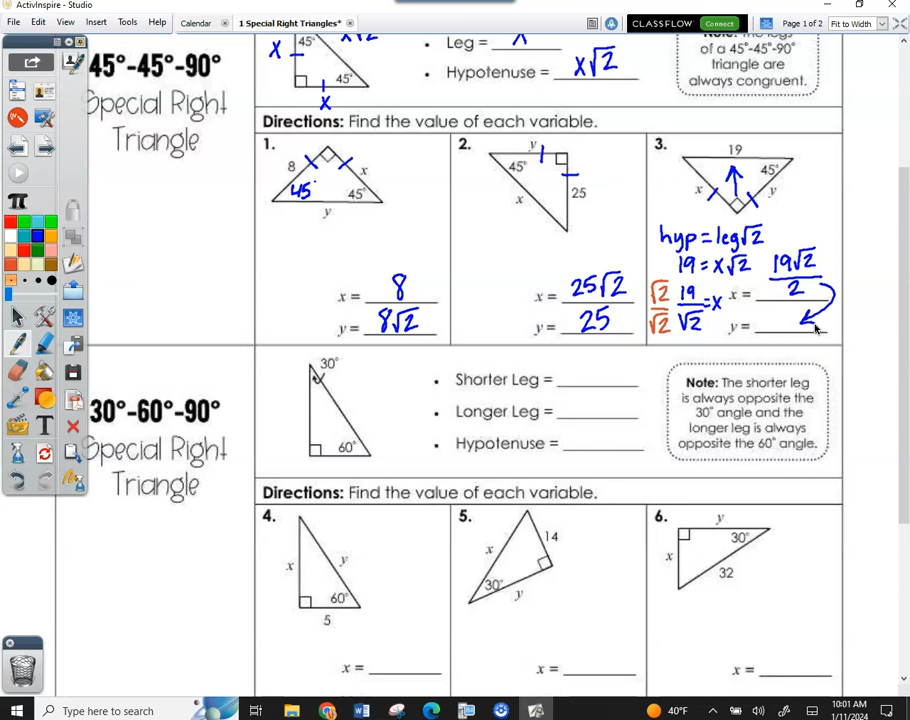 ActivInspire - Studio
File Edit View Insert Tools Help
Calendar
1 Special Right Triangles*
CLASSFLOW
Connect
Page 1 of 2
Fit to Width
45°-45°-90°
Special Right
Triangle
45°
x
x√2
45°
x
Leg = x
Hypotenuse = x√2
of a 45°-45°-90°
triangle are
always congruent.
Directions: Find the value of each variable.
1.
8
x
45°
45°
y
x = 8
y = 8√2
2.
y
45°
25
x
x = 25√2
y = 25
3.
19
45°
x
y
hyp = leg√2
19 = x√2
√2 19 = x
√2 √2
x = 19√2
2
y =
30°-60°-90°
Special Right
Triangle
30°
60°
Shorter Leg =
Longer Leg =
Hypotenuse =
Note: The shorter leg
is always opposite the
30° angle and the
longer leg is always
opposite the 60° angle.
Directions: Find the value of each variable.
4.
x
y
60°
5
x =
5.
14
x
30°
y
x =
6.
y
30°
x
32
x =
Type here to search
40°F
10:01 AM
1/11/2024